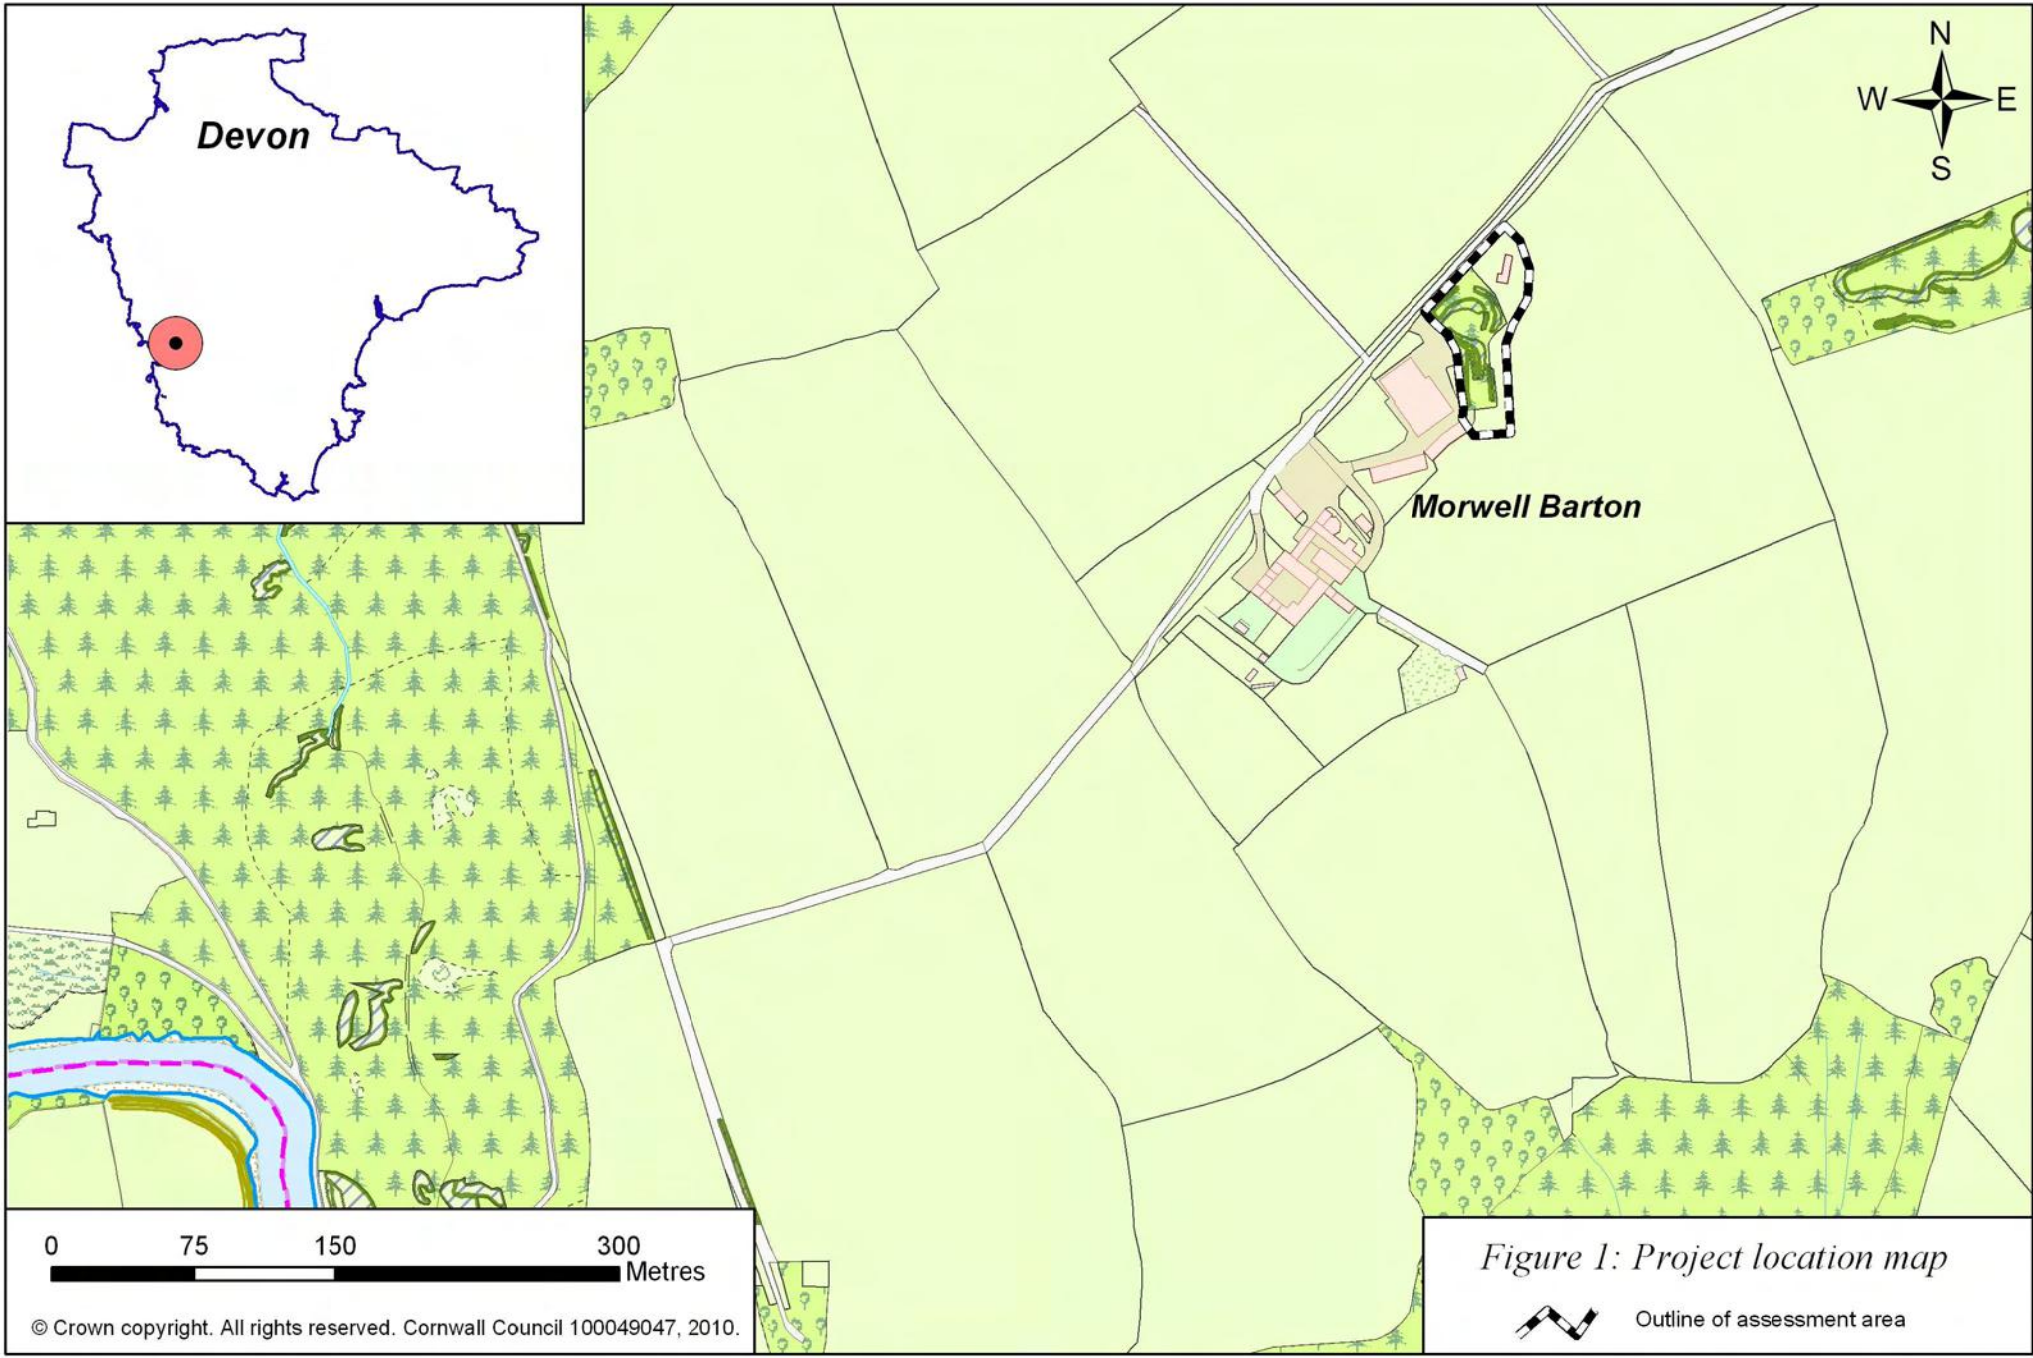 Devon
N
W E
S
Morwell Barton
0 75 150 300
Metres
© Crown copyright. All rights reserved. Cornwall Council 100049047, 2010.
Figure 1: Project location map
Outline of assessment area